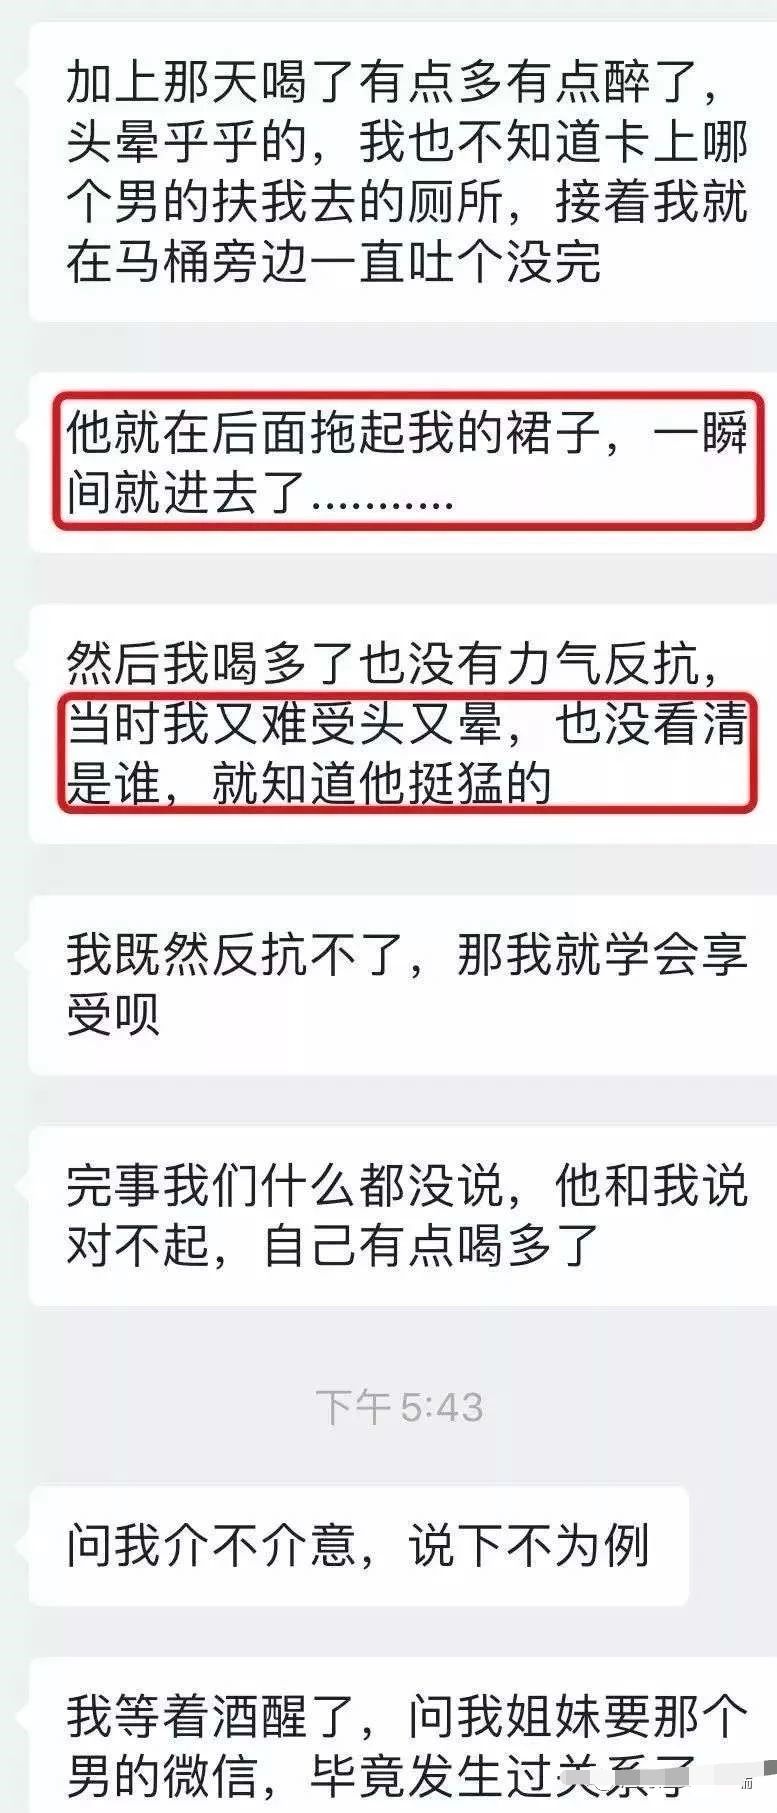 加上那天喝了有点多有点醉了，
头晕乎乎的，我也不知道卡上哪
个男的扶我去的厕所，接着我就
在马桶旁边一直吐个没完
他就在后面拖起我的裙子，一瞬
间就进去了...........
然后我喝多了也没有力气反抗，
当时我又难受头又晕，也没看清
是谁，就知道他挺猛的
我既然反抗不了，那我就学会享
受呗
完事我们什么都没说，他和我说
对不起，自己有点喝多了
下午 5:43
问我介不介意，说下不为例
我等着酒醒了，问我姐妹要那个
男的微信，毕竟发生过关系了